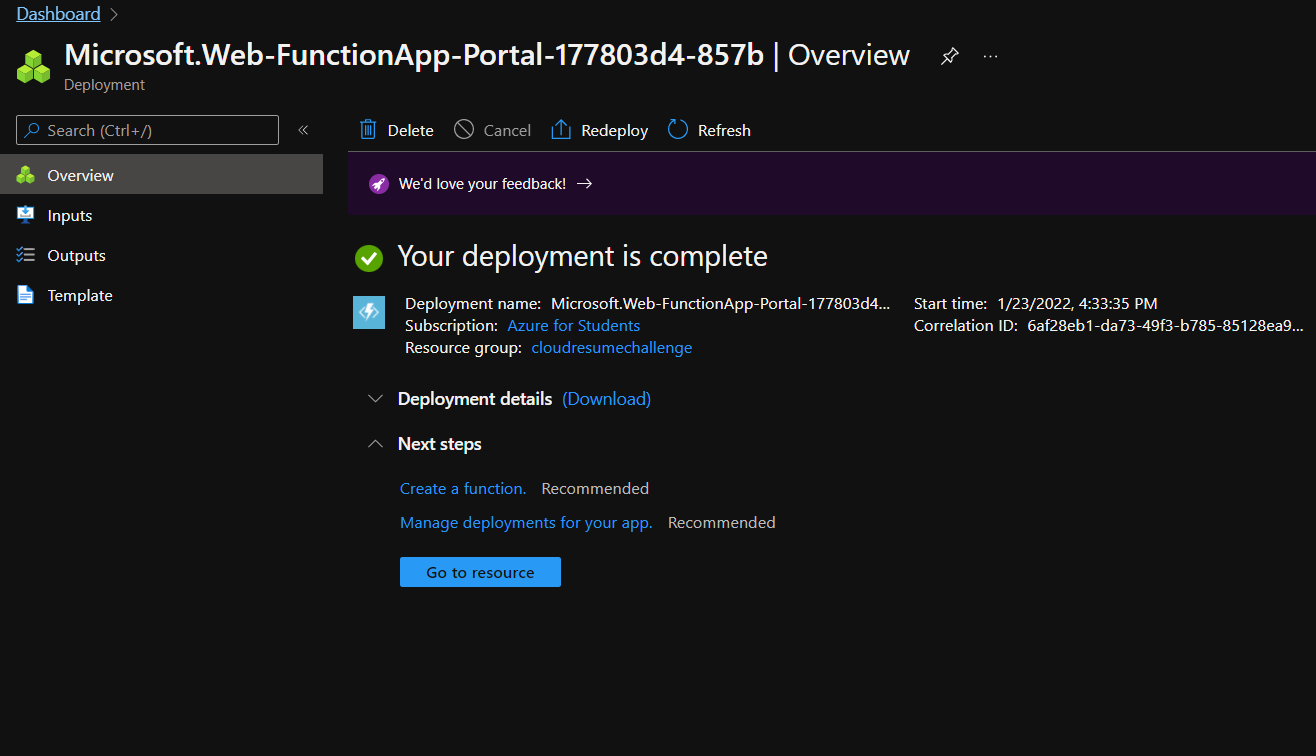 Dashboard
Microsoft.Web-FunctionApp-Portal-177803d4-857b | Overview
Deployment
Search (Ctrl+/)
Delete Cancel Redeploy Refresh
Overview
Inputs
Outputs
Template
We'd love your feedback! →
Your deployment is complete
Deployment name: Microsoft.Web-FunctionApp-Portal-177803d4... Start time: 1/23/2022, 4:33:35 PM
Subscription: Azure for Students Correlation ID: 6af28eb1-da73-49f3-b785-85128ea9...
Resource group: cloudresumechallenge
Deployment details (Download)
Next steps
Create a function. Recommended
Manage deployments for your app. Recommended
Go to resource